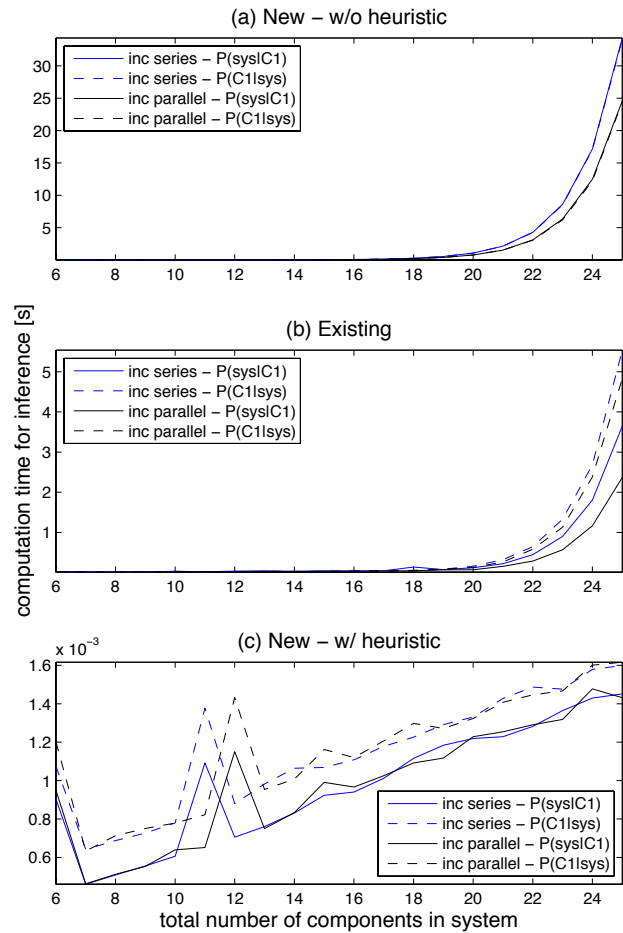 (a) New – w/o heuristic
inc series – P(sys|C1)
inc series – P(C1|sys)
inc parallel – P(sys|C1)
inc parallel – P(C1|sys)
30
25
20
15
10
5
6 8 10 12 14 16 18 20 22 24
computation time for inference [s]
(b) Existing
inc series – P(sys|C1)
inc series – P(C1|sys)
inc parallel – P(sys|C1)
inc parallel – P(C1|sys)
5
4
3
2
1
6 8 10 12 14 16 18 20 22 24
(c) New – w/ heuristic
x 10⁻³
1.6
1.4
1.2
1
0.8
0.6
inc series – P(sys|C1)
inc series – P(C1|sys)
inc parallel – P(sys|C1)
inc parallel – P(C1|sys)
6 8 10 12 14 16 18 20 22 24
total number of components in system